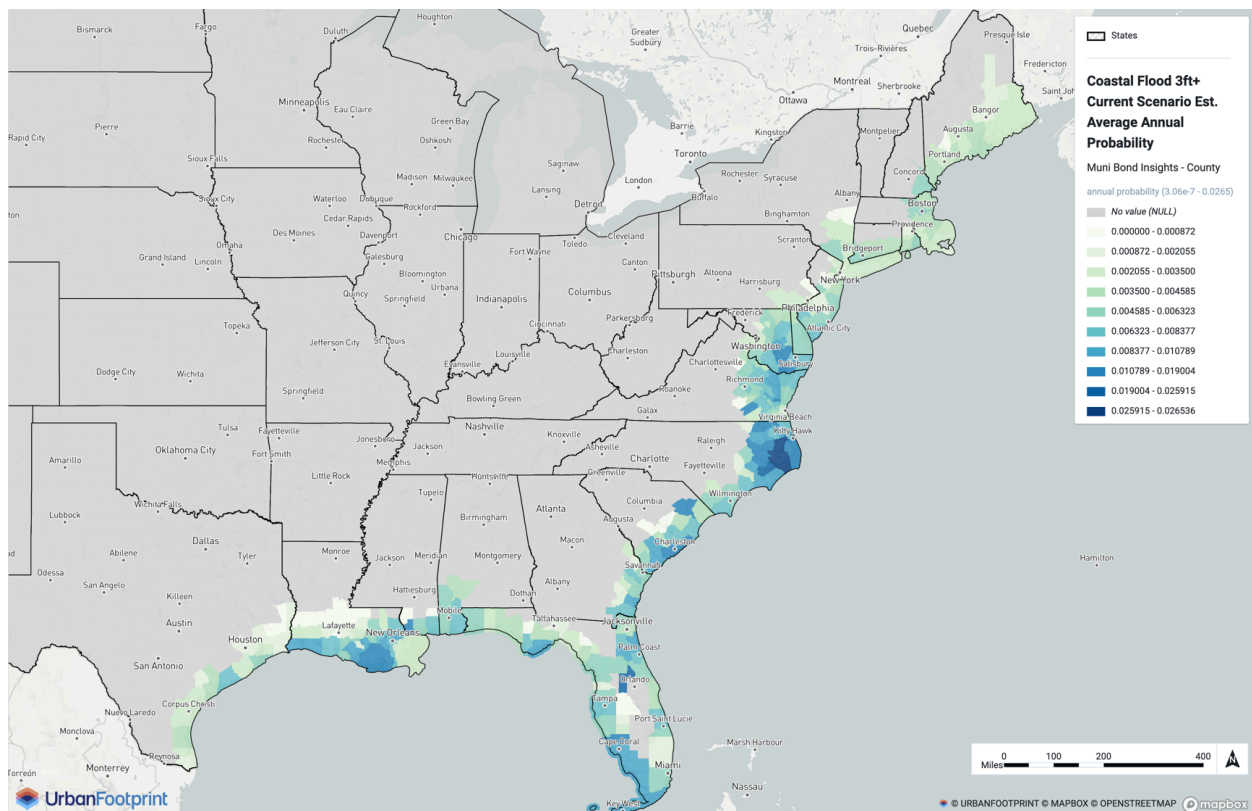 States
Coastal Flood 3ft+
Current Scenario Est.
Average Annual
Probability
Muni Bond Insights - County
annual probability (3.06e-7 - 0.0265)
No value (NULL)
0.000000 - 0.000872
0.000872 - 0.002055
0.002055 - 0.003500
0.003500 - 0.004585
0.004585 - 0.006323
0.006323 - 0.008377
0.008377 - 0.010789
0.010789 - 0.019004
0.019004 - 0.025915
0.025915 - 0.026536
Bismarck
Fargo
Duluth
Houghton
Greater
Sudbury
Quebec
Presque Isle
Trois-Rivières
Fredericton
Montreal
Sherbrooke
Saint Joh
Ottawa
Minneapolis
Eau Claire
Green Bay
Bangor
Pierre
Rapid City
Rochester
Oshkosh
Barrie
Kingston
Montpelier
Augusta
Toronto
Portland
Sioux Falls
Saginaw
Madison
Milwaukee
London
Rochester
Syracuse
Concord
Lansing
Buffalo
Albany
Boston
Sioux City
Waterloo
Dubuque
Rockford
Detroit
Binghamton
Providence
Cedar Rapids
Des Moines
Davenport
Chicago
Toledo
Cleveland
Scranton
Bridgeport
Omaha
Galesburg
Fort Wayne
Canton
Grand Island
Lincoln
Bloomington
Pittsburgh
Altoona
New York
Urbana
Harrisburg
Quincy
Springfield
Indianapolis
Columbus
Philadelphia
Topeka
Cincinnati
Parkersburg
Frederick
Atlantic City
Jefferson City
St. Louis
Louisville
Charleston
Washington
Salisbury
Evansville
Charlottesville
Dodge City
Wichita
Richmond
Springfield
Bowling Green
Roanoke
Galax
Virginia Beach
Tulsa
Fayetteville
Nashville
Knoxville
Kitty Hawk
Jonesboro
Jackson
Asheville
Raleigh
Oklahoma City
Fort Smith
Memphis
Charlotte
Amarillo
Greenville
Fayetteville
Little Rock
Huntsville
Wichita Falls
Tupelo
Columbia
Wilmington
Lubbock
Birmingham
Atlanta
Augusta
Dallas
Charleston
Abilene
Tyler
Monroe
Jackson
Meridian
Montgomery
Macon
Hamilton
Odessa
Savannah
San Angelo
Killeen
Hattiesburg
Dothan
Albany
Austin
Mobile
Tallahassee
Jacksonville
Houston
Lafayette
New Orleans
Palm Coast
San Antonio
Orlando
Tampa
Corpus Christi
Nuevo Laredo
Port Saint Lucie
Monclova
Cape Coral
Marsh Harbour
Reynosa
Miami
Torreón
Monterrey
Nassau
Key West
0 100 200 400
Miles
N
UrbanFootprint
© URBANFOOTPRINT © MAPBOX © OPENSTREETMAP
mapbox